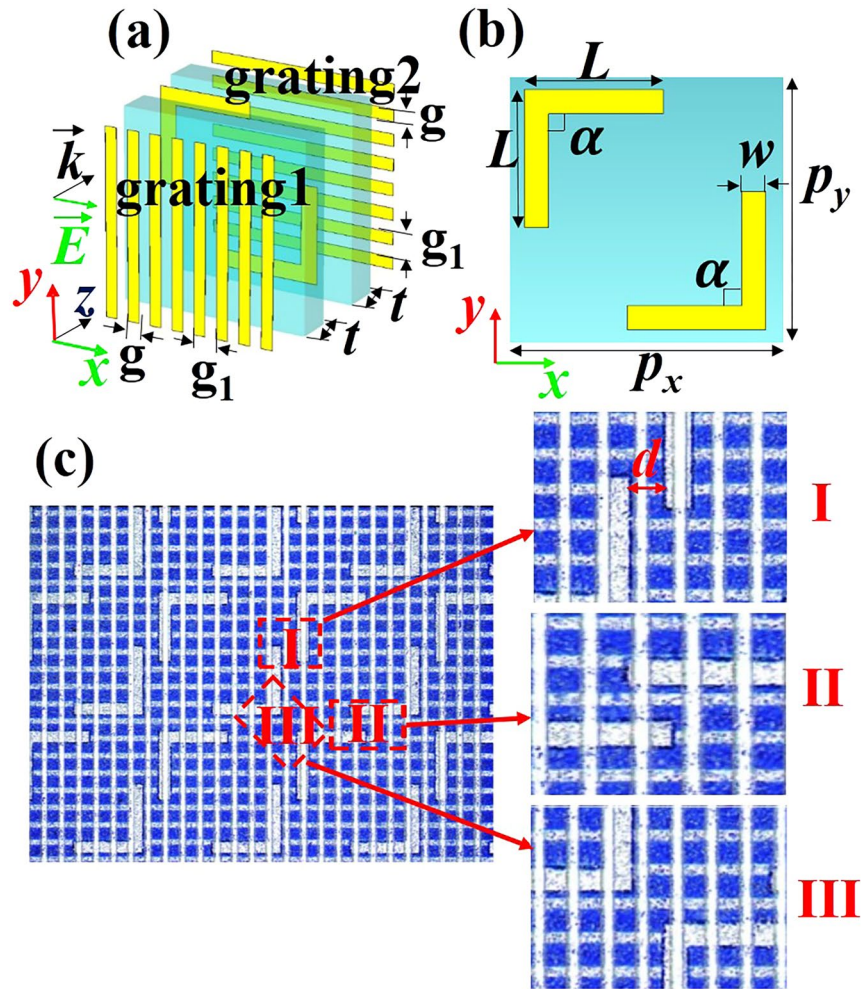 (a)
grating2
g
k
grating1
E
g1
y
z
t
t
x
g
g1
(b)
L
L
α
w
py
α
y
x
px
(c)
d
I
I
II
III
II
III